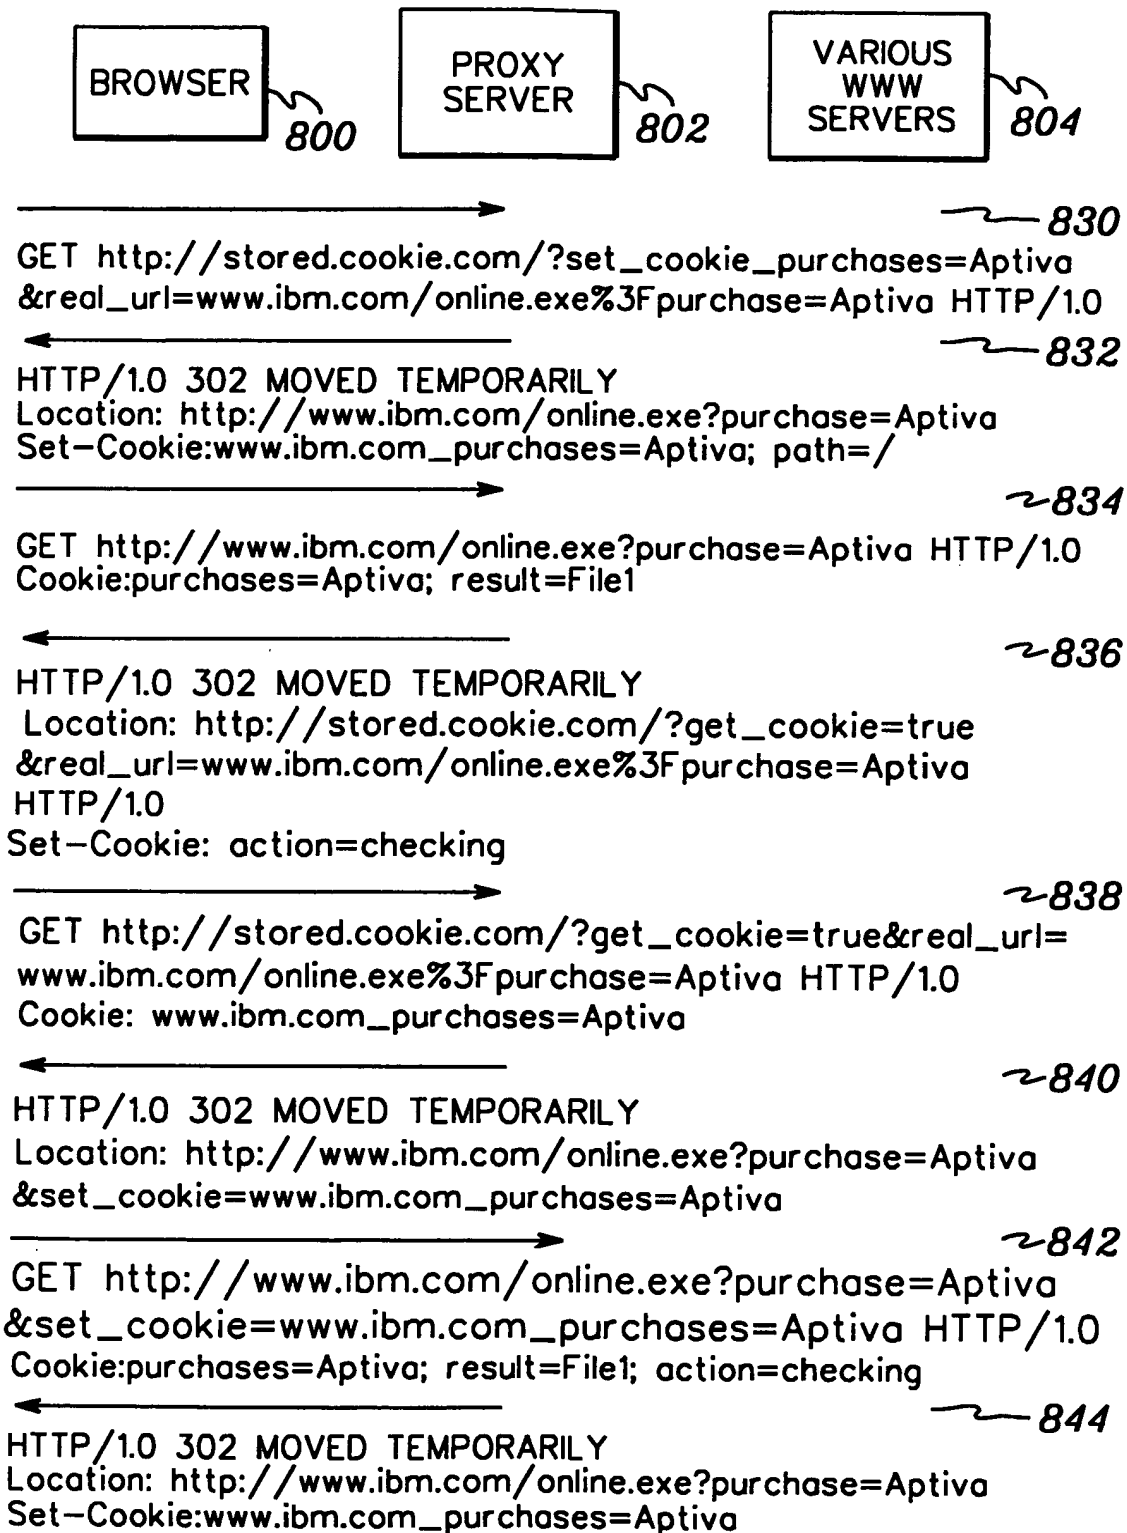 BROWSER
800
PROXY
SERVER
802
VARIOUS
WWW
SERVERS
804
830
GET http://stored.cookie.com/?set_cookie_purchases=Aptiva
&real_url=www.ibm.com/online.exe%3Fpurchase=Aptiva HTTP/1.0
832
HTTP/1.0 302 MOVED TEMPORARILY
Location: http://www.ibm.com/online.exe?purchase=Aptiva
Set-Cookie:www.ibm.com_purchases=Aptiva; path=/
834
GET http://www.ibm.com/online.exe?purchase=Aptiva HTTP/1.0
Cookie:purchases=Aptiva; result=File1
836
HTTP/1.0 302 MOVED TEMPORARILY
Location: http://stored.cookie.com/?get_cookie=true
&real_url=www.ibm.com/online.exe%3Fpurchase=Aptiva
HTTP/1.0
Set-Cookie: action=checking
838
GET http://stored.cookie.com/?get_cookie=true&real_url=
www.ibm.com/online.exe%3Fpurchase=Aptiva HTTP/1.0
Cookie: www.ibm.com_purchases=Aptiva
840
HTTP/1.0 302 MOVED TEMPORARILY
Location: http://www.ibm.com/online.exe?purchase=Aptiva
&set_cookie=www.ibm.com_purchases=Aptiva
842
GET http://www.ibm.com/online.exe?purchase=Aptiva
&set_cookie=www.ibm.com_purchases=Aptiva HTTP/1.0
Cookie:purchases=Aptiva; result=File1; action=checking
844
HTTP/1.0 302 MOVED TEMPORARILY
Location: http://www.ibm.com/online.exe?purchase=Aptiva
Set-Cookie:www.ibm.com_purchases=Aptiva